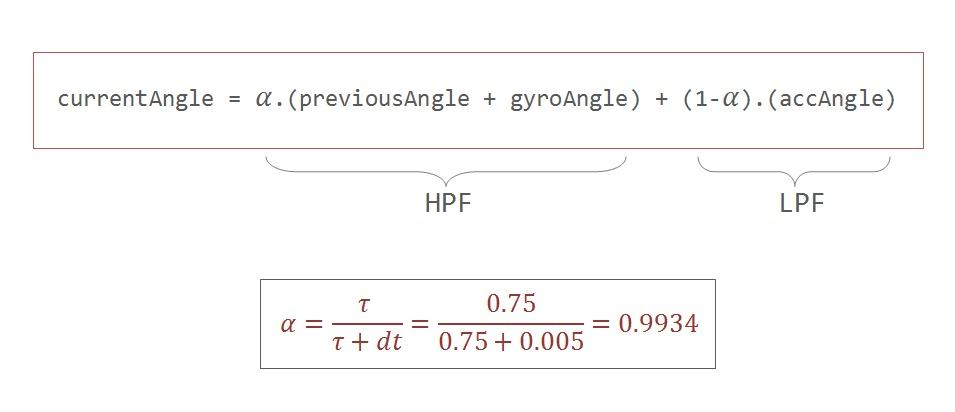 currentAngle = α.(previousAngle + gyroAngle) + (1-α).(accAngle)
HPF LPF
α = τ / (τ + dt) = 0.75 / (0.75 + 0.005) = 0.9934